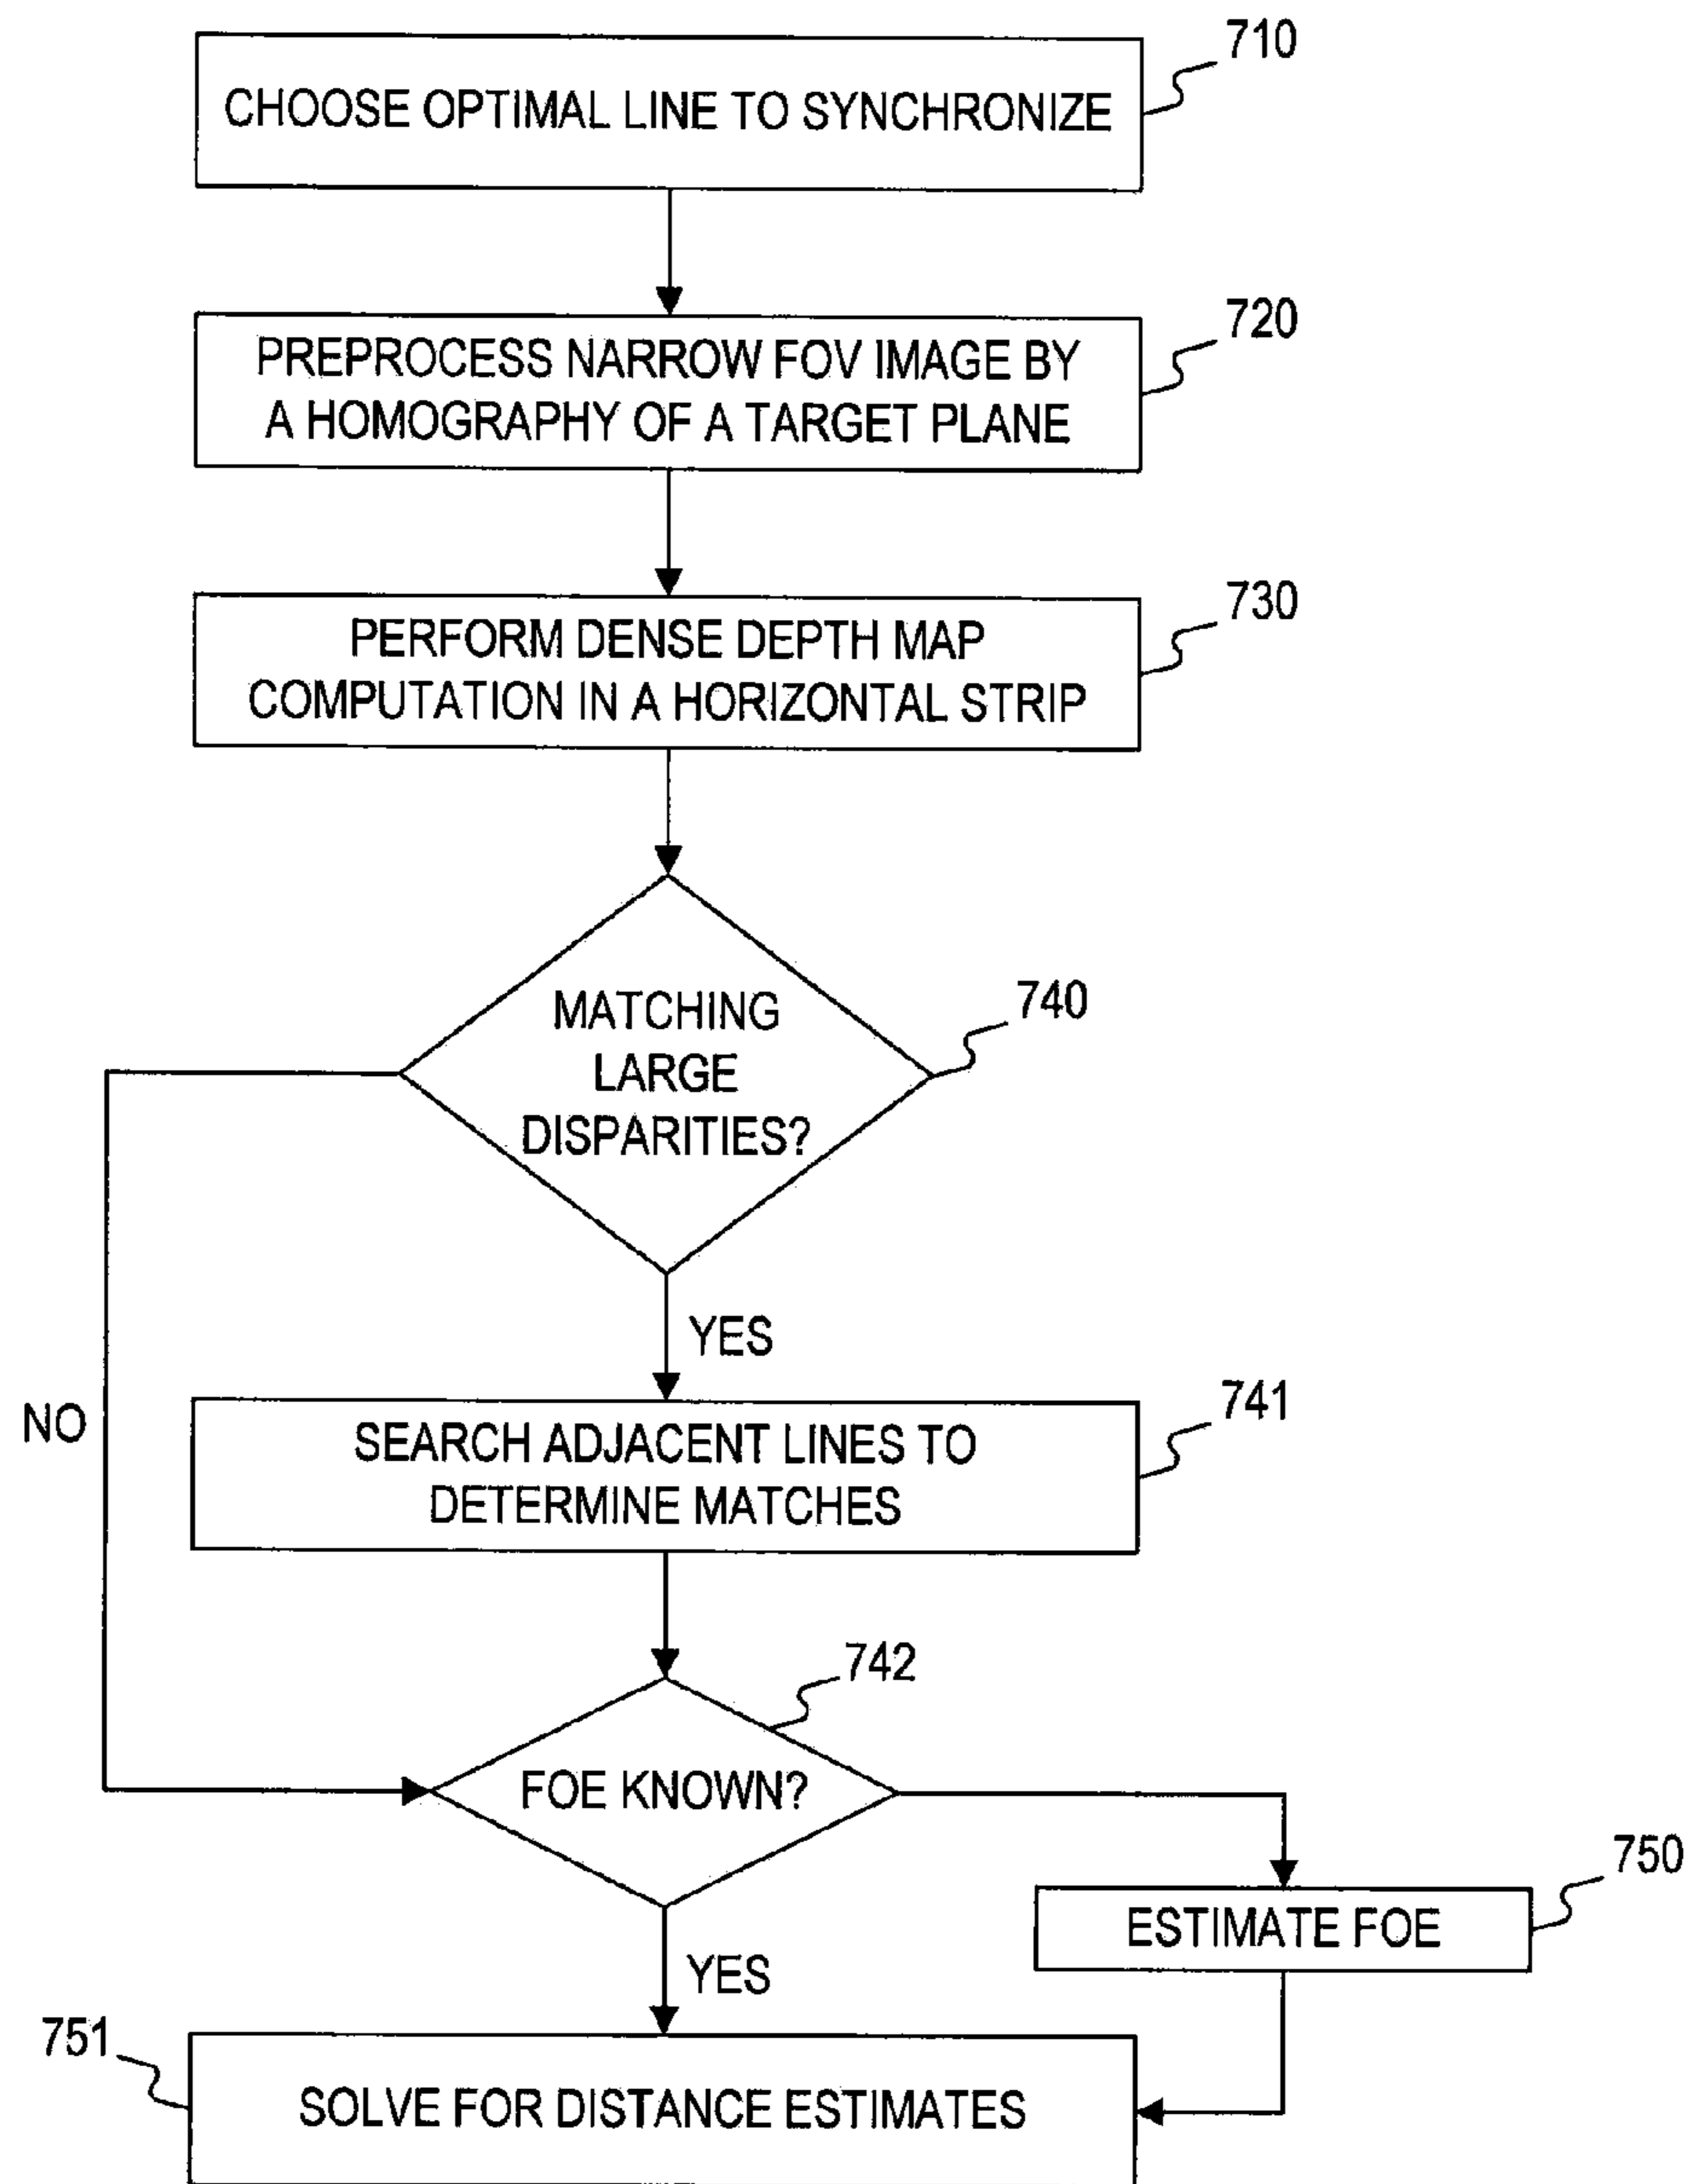 710
CHOOSE OPTIMAL LINE TO SYNCHRONIZE
720
PREPROCESS NARROW FOV IMAGE BY
A HOMOGRAPHY OF A TARGET PLANE
730
PERFORM DENSE DEPTH MAP
COMPUTATION IN A HORIZONTAL STRIP
740
MATCHING
LARGE
DISPARITIES?
YES
NO
741
SEARCH ADJACENT LINES TO
DETERMINE MATCHES
742
FOE KNOWN?
750
ESTIMATE FOE
YES
751
SOLVE FOR DISTANCE ESTIMATES